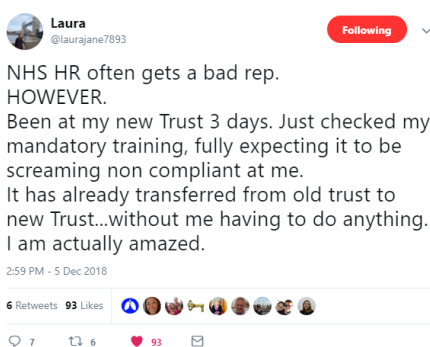 Laura
@laurajane7893
Following
NHS HR often gets a bad rep.
HOWEVER.
Been at my new Trust 3 days. Just checked my
mandatory training, fully expecting it to be
screaming non compliant at me.
It has already transferred from old trust to
new Trust...without me having to do anything.
I am actually amazed.
2:59 PM - 5 Dec 2018
6 Retweets 93 Likes
7 6 93